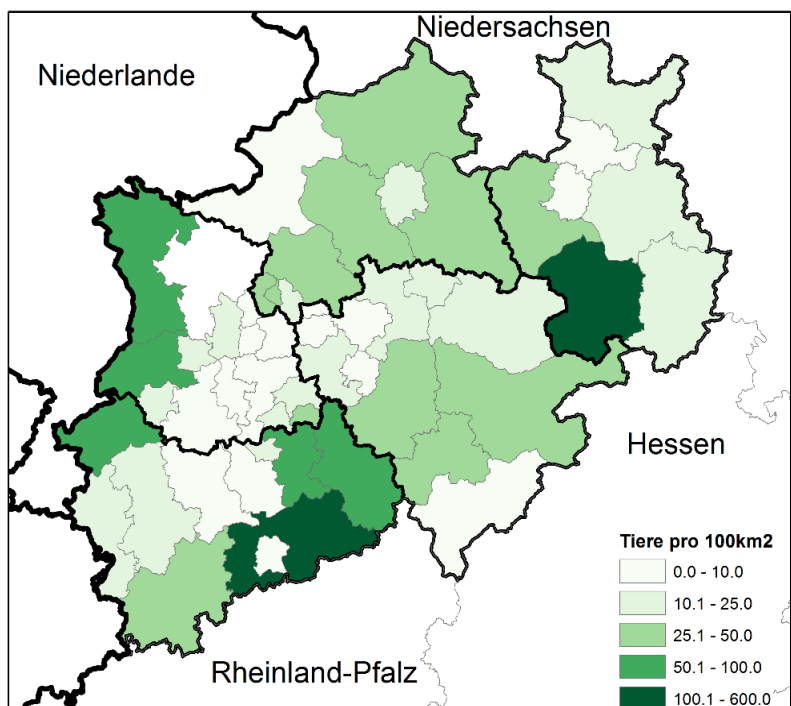 Niedersachsen
Niederlande
Hessen
Rheinland-Pfalz
Tiere pro 100km2
0.0 - 10.0
10.1 - 25.0
25.1 - 50.0
50.1 - 100.0
100.1 - 600.0